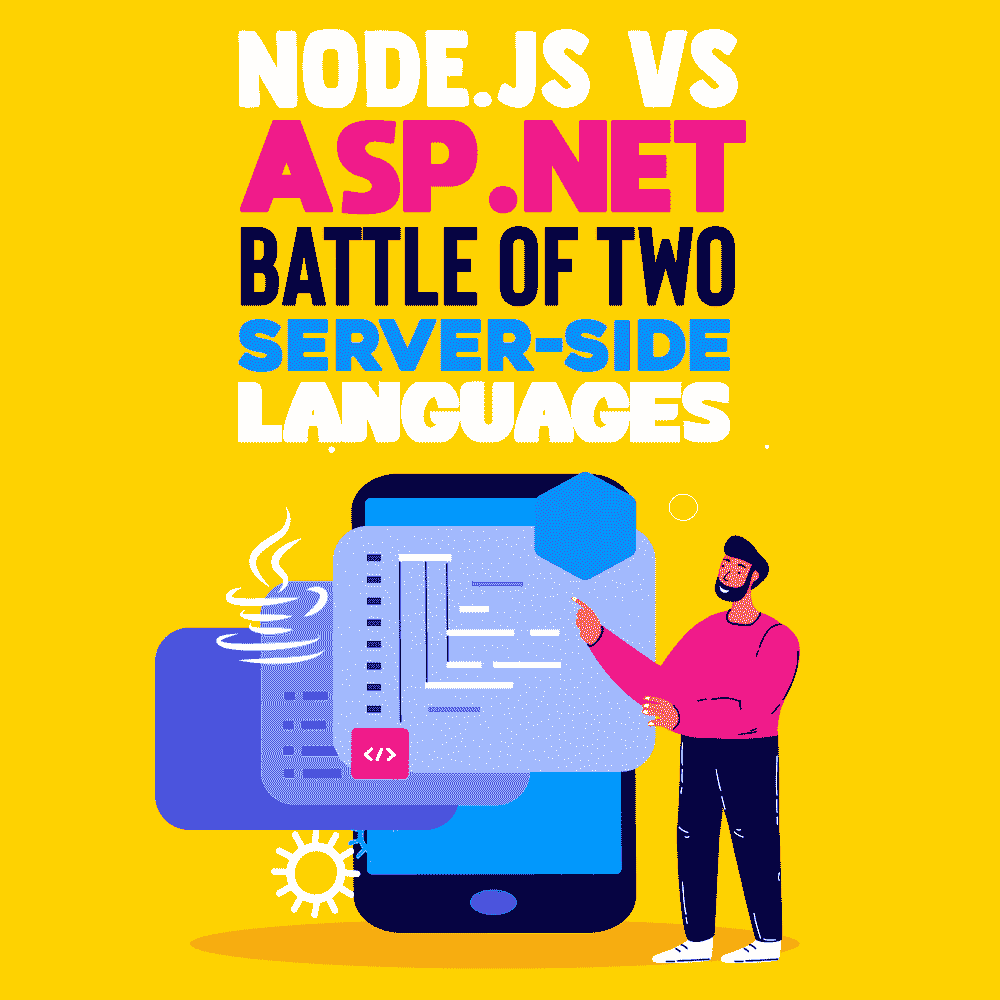 NODE.JS VS
ASP.NET
BATTLE OF TWO
SERVER-SIDE
LANGUAGES
</>